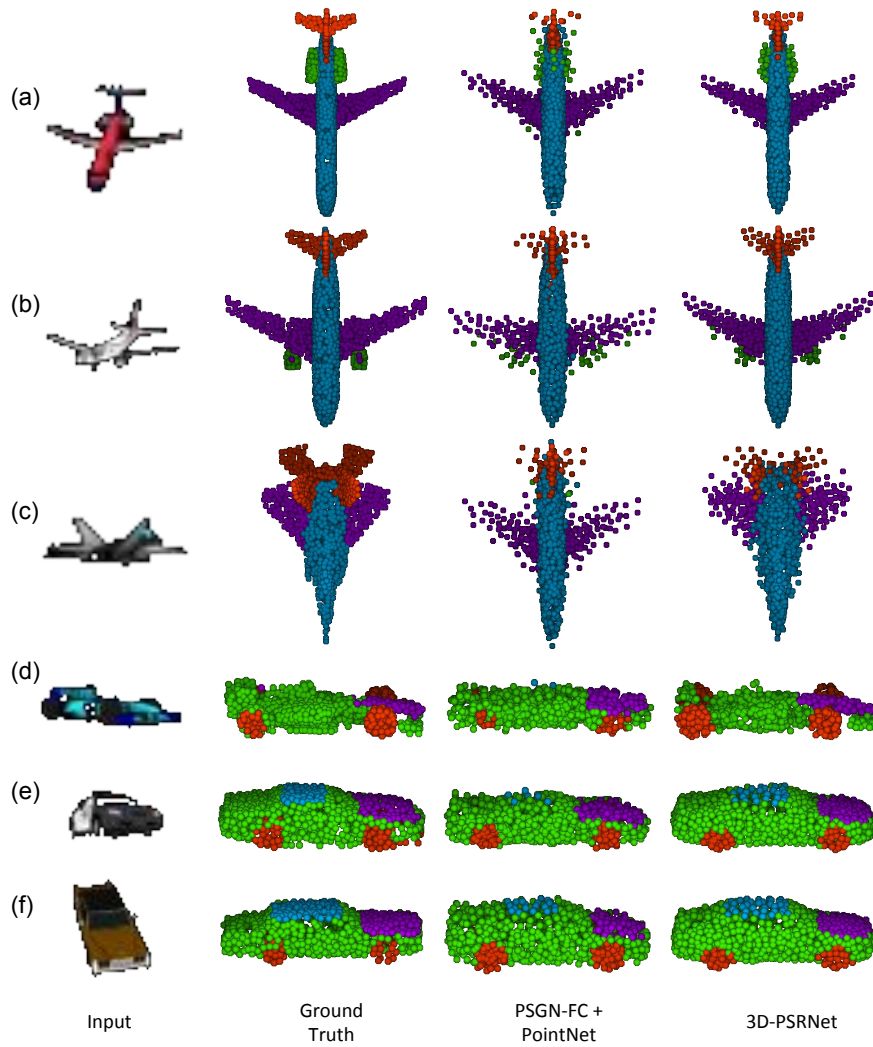 (a)
(b)
(c)
(d)
(e)
(f)
Input
Ground
Truth
PSGN-FC +
PointNet
3D-PSRNet